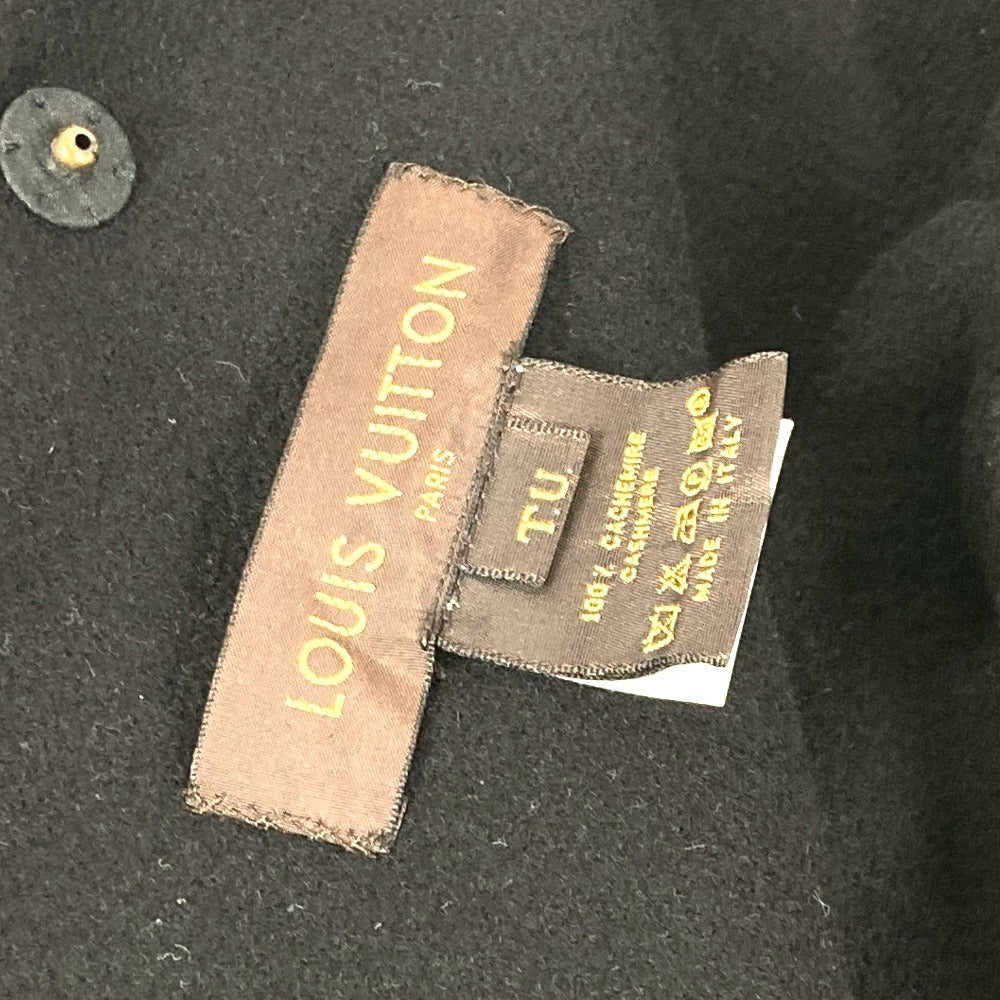 LOUIS VUITTON
PARIS
T.U.
100% CACHEMIRE
CASHMERE
MADE IN ITALY